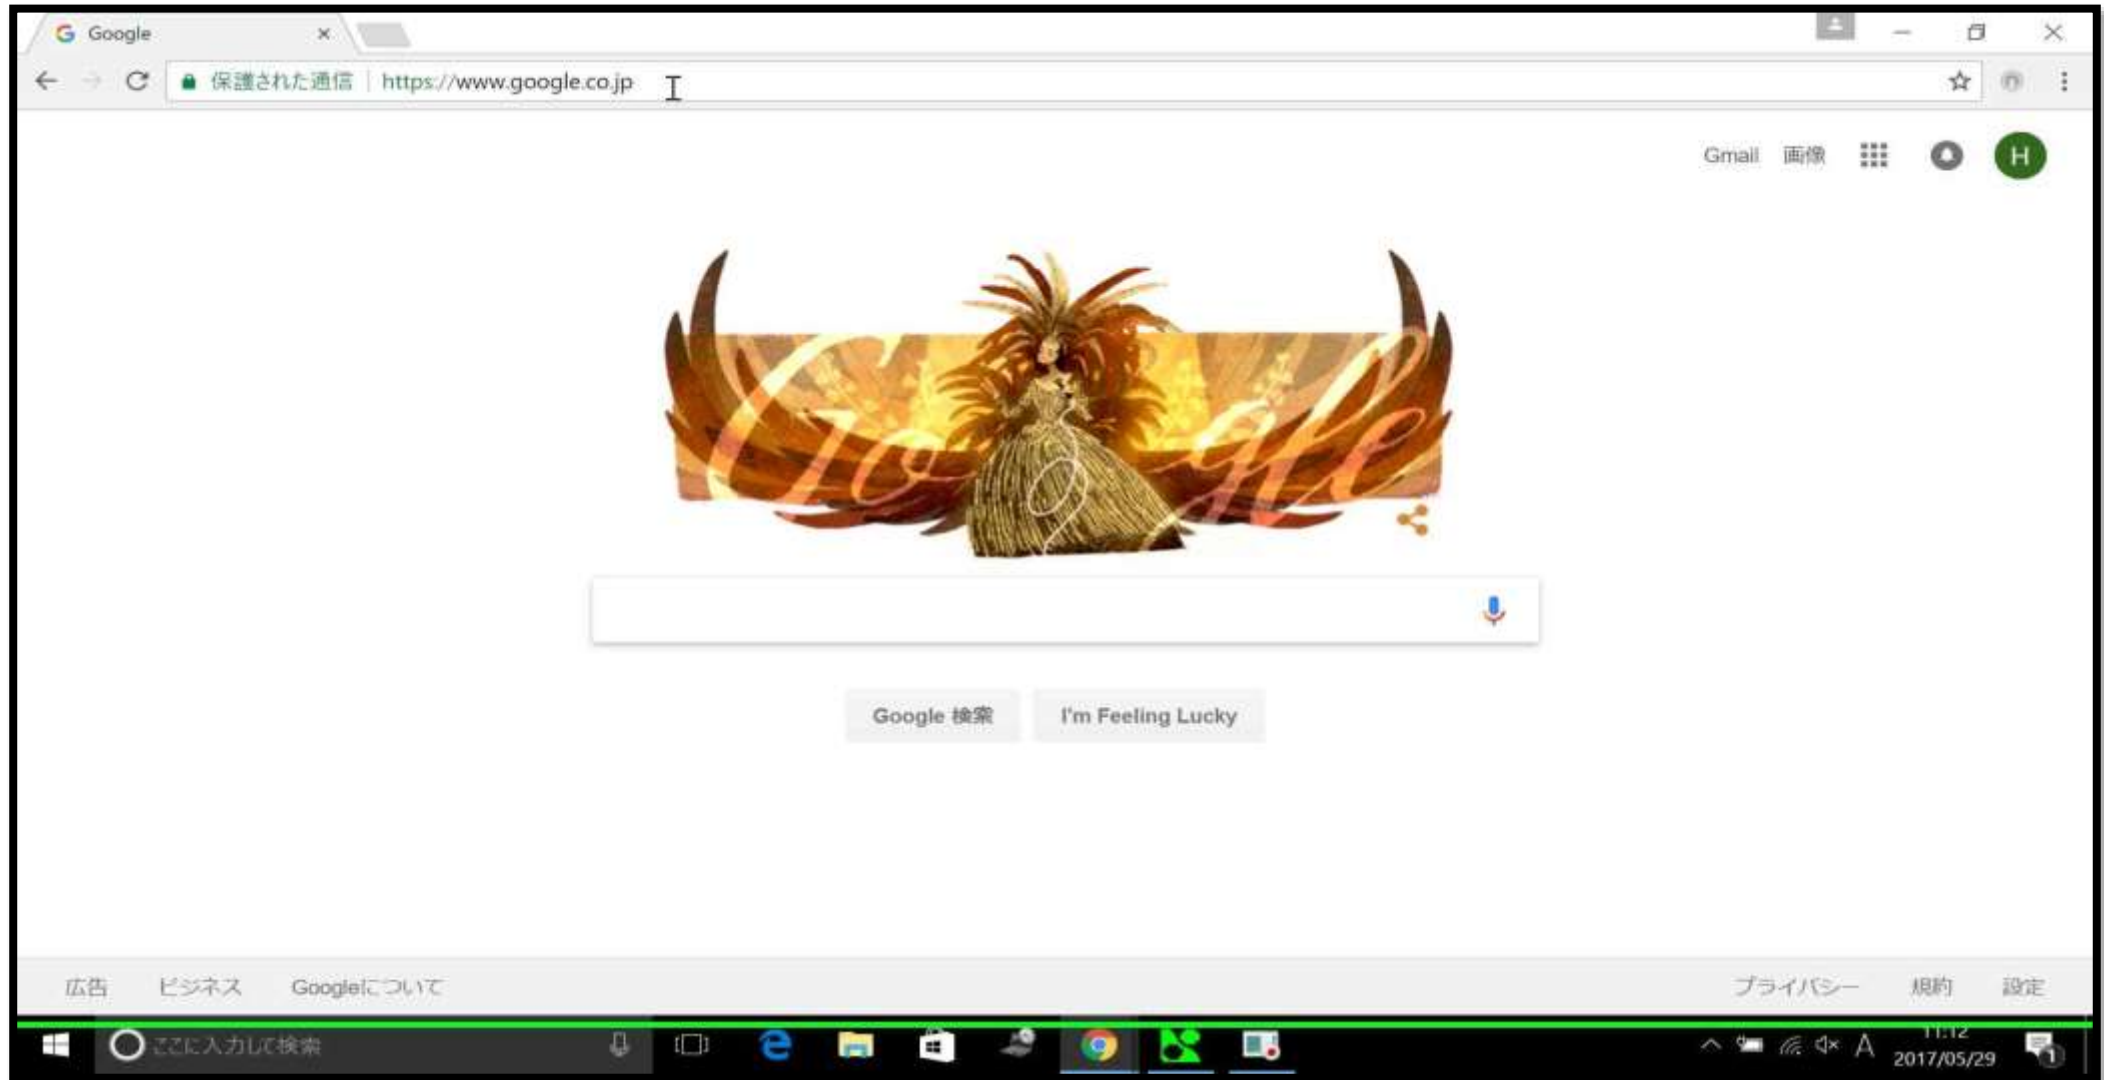 Google
保護された通信 | https://www.google.co.jp
Gmail 画像 H
Google
Google 検索 I'm Feeling Lucky
広告 ビジネス Googleについて プライバシー 規約 設定
ここに入力して検索 A 11:12
2017/05/29 1